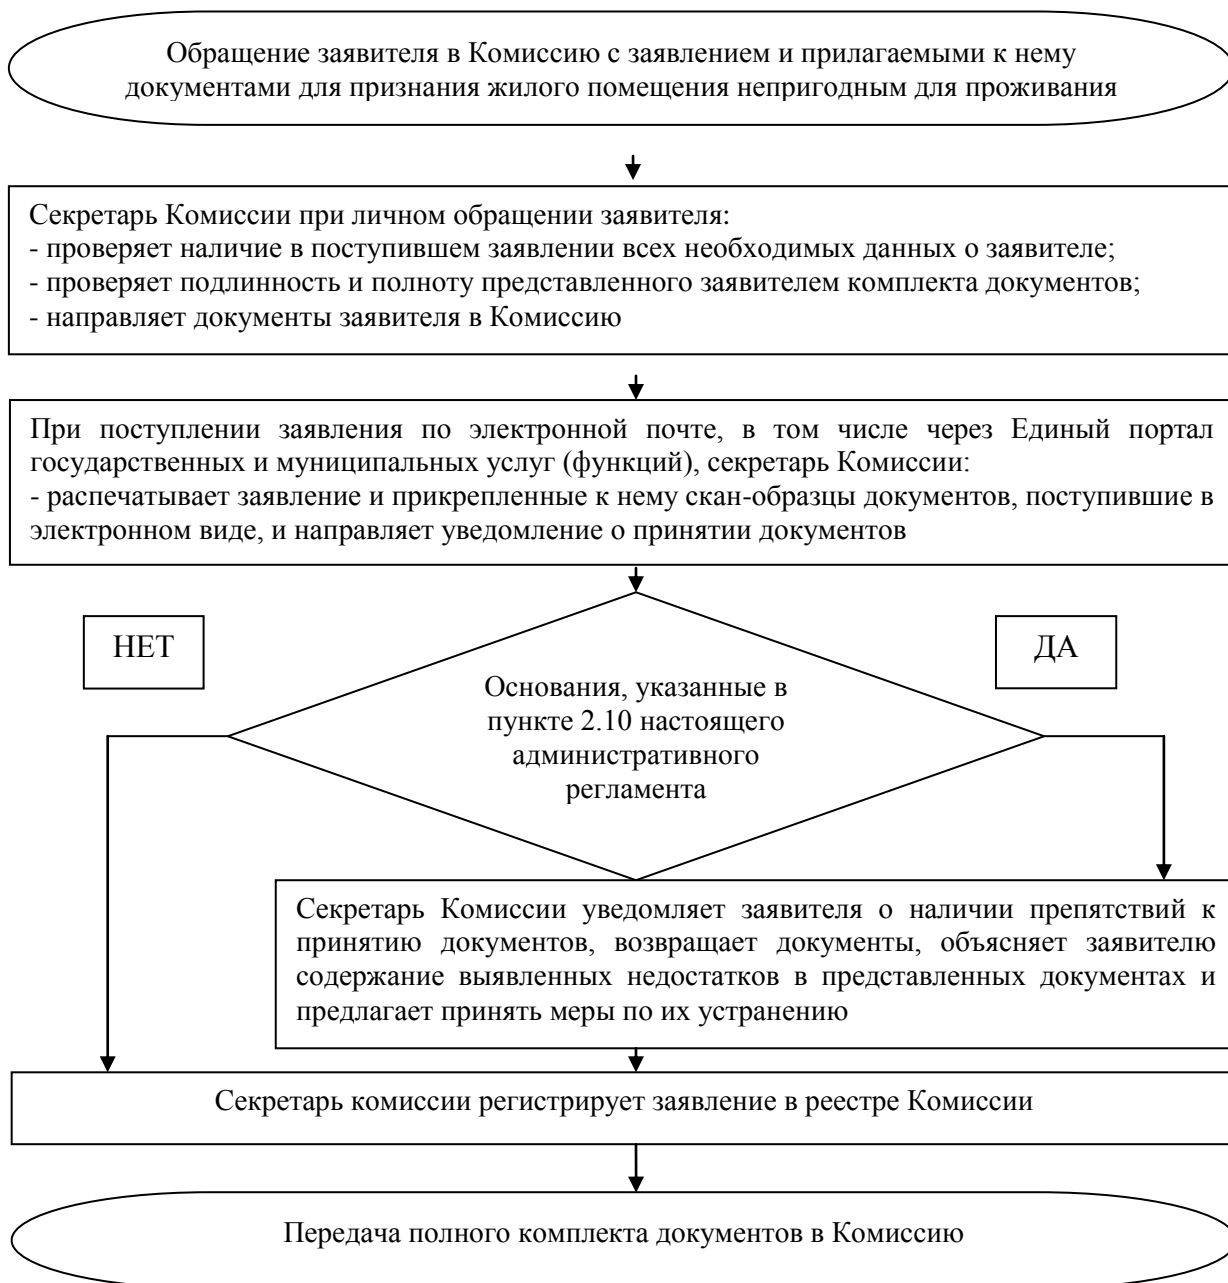 Обращение заявителя в Комиссию с заявлением и прилагаемыми к нему
документами для признания жилого помещения непригодным для проживания
Секретарь Комиссии при личном обращении заявителя:
- проверяет наличие в поступившем заявлении всех необходимых данных о заявителе;
- проверяет подлинность и полноту представленного заявителем комплекта документов;
- направляет документы заявителя в Комиссию
При поступлении заявления по электронной почте, в том числе через Единый портал
государственных и муниципальных услуг (функций), секретарь Комиссии:
- распечатывает заявление и прикрепленные к нему скан-образцы документов, поступившие в
электронном виде, и направляет уведомление о принятии документов
НЕТ
ДА
Основания, указанные в
пункте 2.10 настоящего
административного
регламента
Секретарь Комиссии уведомляет заявителя о наличии препятствий к
принятию документов, возвращает документы, объясняет заявителю
содержание выявленных недостатков в представленных документах и
предлагает принять меры по их устранению
Секретарь комиссии регистрирует заявление в реестре Комиссии
Передача полного комплекта документов в Комиссию